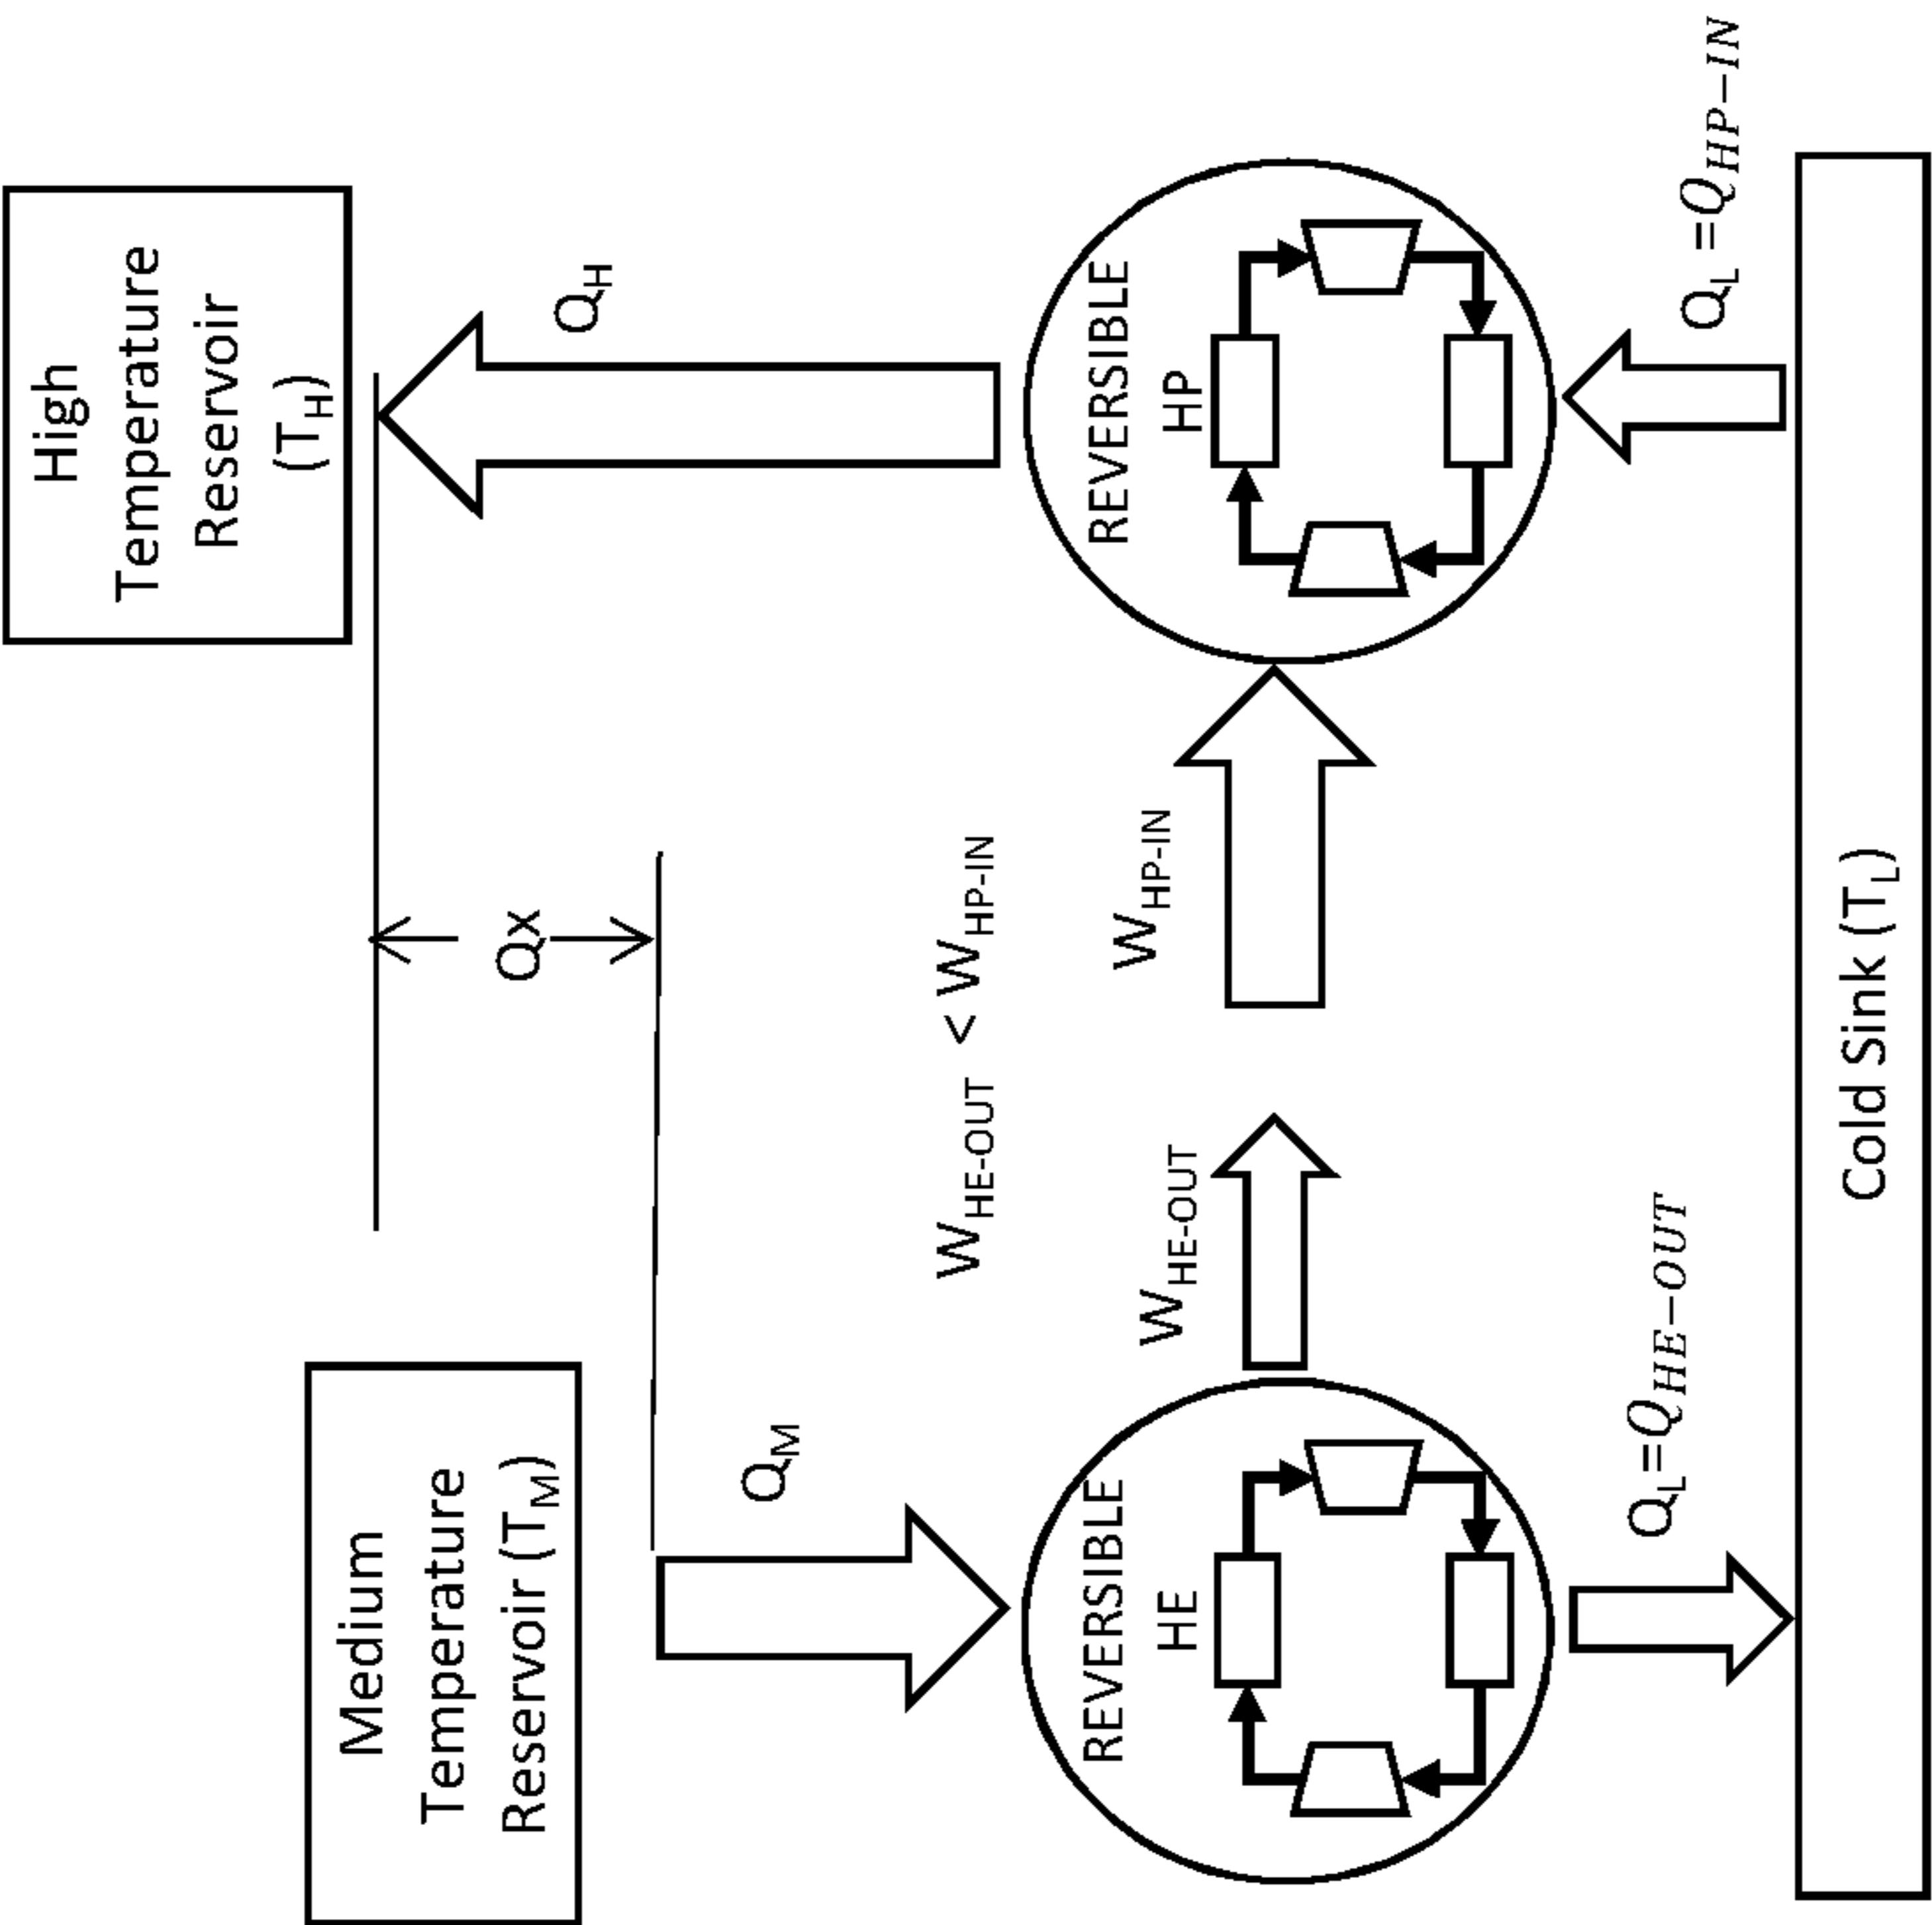 High
Temperature
Reservoir
(T_H)
Medium
Temperature
Reservoir (T_M)
Qx
Q_H
Q_M
W_HE-OUT < W_HP-IN
REVERSIBLE
HE
W_HE-OUT
W_HP-IN
REVERSIBLE
HP
Q_L=Q_HE−OUT
Q_L =Q_HP−IN
Cold Sink (T_L)